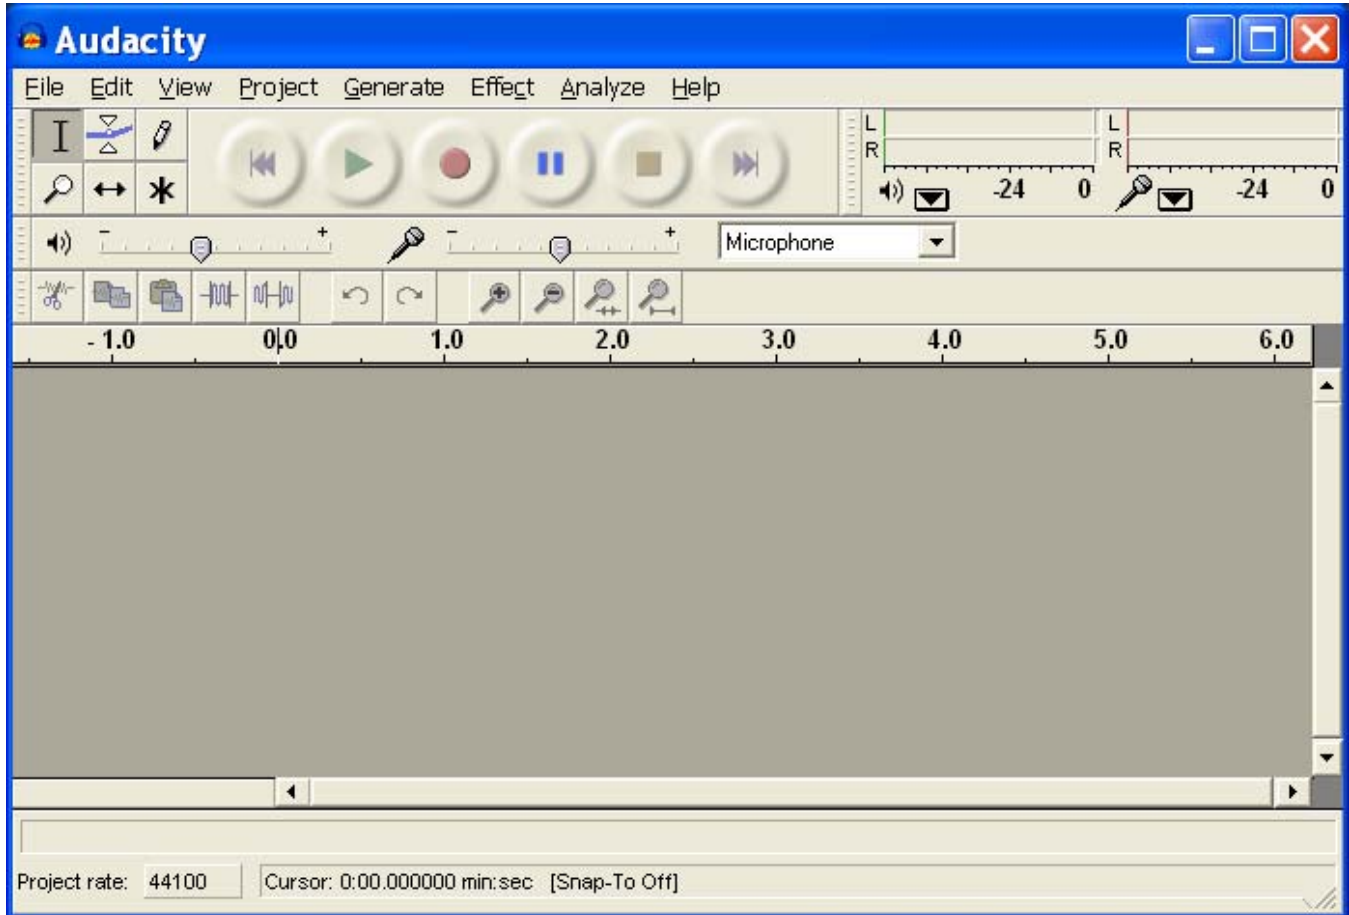 Audacity
File Edit View Project Generate Effect Analyze Help
L L
R R
-24 0 -24 0
- + - + Microphone
- 1.0 0.0 1.0 2.0 3.0 4.0 5.0 6.0
Project rate: 44100 Cursor: 0:00.000000 min:sec [Snap-To Off]